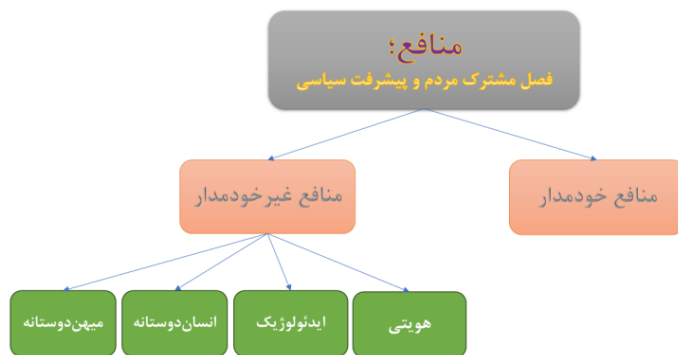 منافع؛
فصل مشترک مردم و پیشرفت سیاسی
منافع خودمدار
منافع غیرخودمدار
هویتی
ایدئولوژیک
انسان‌دوستانه
میهن‌دوستانه